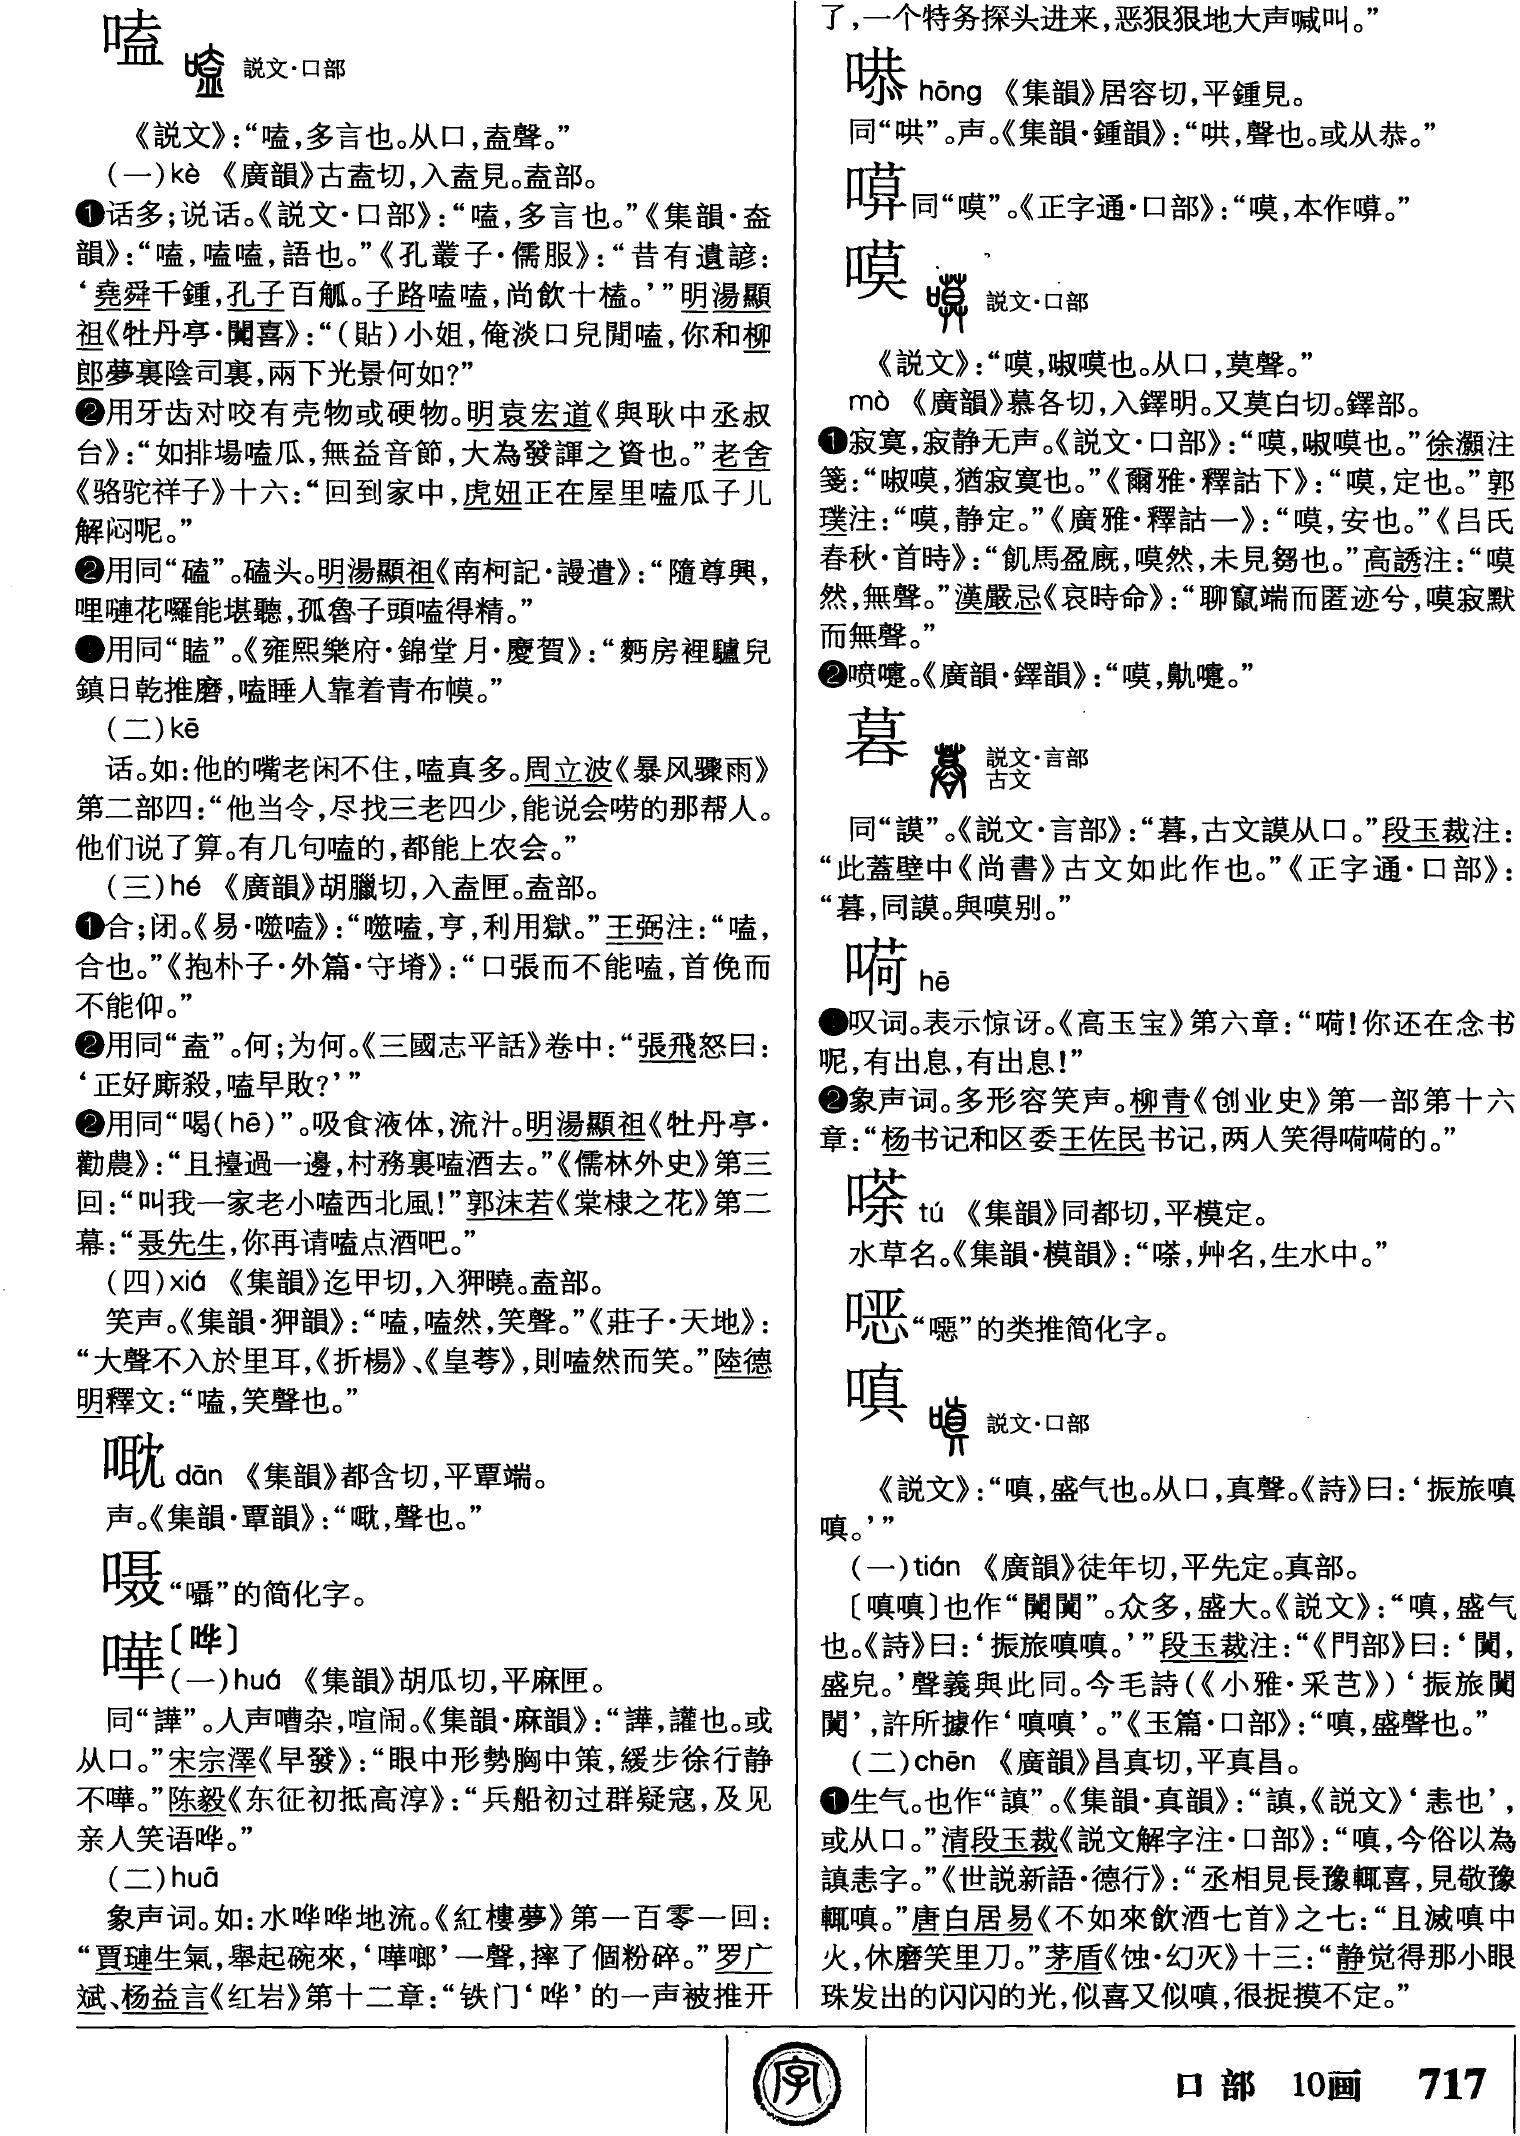 嗑
説文·口部
《説文》:“嗑,多言也。从口,盍聲。”
(一)kè 《廣韻》古盍切,入盍見。盍部。
❶话多;说话。《説文·口部》:“嗑,多言也。”《集韻·盇
韻》:“嗑,嗑嗑,語也。”《孔叢子·儒服》:“昔有遺諺:
‘堯舜千鍾,孔子百觚。子路嗑嗑,尚飲十榼。’”明湯顯
祖《牡丹亭·鬧喜》:“(貼)小姐,俺淡口兒閒嗑,你和柳
郎夢裏陰司裏,兩下光景何如?”
❷用牙齿对咬有壳物或硬物。明袁宏道《與耿中丞叔
台》:“如排場嗑瓜,無益音節,大為發諢之資也。”老舍
《骆驼祥子》十六:“回到家中,虎妞正在屋里嗑瓜子儿
解闷呢。”
❷用同“磕”。磕头。明湯顯祖《南柯記·謾遣》:“隨尊興,
哩嗹花囉能堪聽,孤魯子頭嗑得精。”
用同“瞌”。《雍熙樂府·錦堂月·慶賀》:“麪房裡驢兒
鎮日乾推磨,嗑睡人靠着青布幙。”
(二)kē
话。如:他的嘴老闲不住,嗑真多。周立波《暴风骤雨》
第二部四:“他当令,尽找三老四少,能说会唠的那帮人。
他们说了算。有几句嗑的,都能上农会。”
(三)hé 《廣韻》胡臘切,入盍匣。盍部。
❶合;闭。《易·噬嗑》:“噬嗑,亨,利用獄。”王弼注:“嗑,
合也。”《抱朴子·外篇·守塉》:“口張而不能嗑,首俛而
不能仰。”
❷用同“盍”。何;为何。《三國志平話》卷中:“張飛怒曰:
‘正好廝殺,嗑早敗?’”
❷用同“喝(hē)”。吸食液体,流汁。明湯顯祖《牡丹亭·
勸農》:“且擡過一邊,村務裏嗑酒去。”《儒林外史》第三
回:“叫我一家老小嗑西北風!”郭沫若《棠棣之花》第二
幕:“聂先生,你再请嗑点酒吧。”
(四)xiá 《集韻》迄甲切,入狎曉。盍部。
笑声。《集韻·狎韻》:“嗑,嗑然,笑聲。”《莊子·天地》:
“大聲不入於里耳,《折楊》、《皇荂》,則嗑然而笑。”陸德
明釋文:“嗑,笑聲也。”
dān 《集韻》都含切,平覃端。
声。《集韻·覃韻》:“,聲也。”
嗫“囁”的简化字。
嘩〔哗〕
(一)huá 《集韻》胡瓜切,平麻匣。
同“譁”。人声嘈杂,喧闹。《集韻·麻韻》:“譁,讙也。或
从口。”宋宗澤《早發》:“眼中形勢胸中策,緩步徐行静
不嘩。”陈毅《东征初抵高淳》:“兵船初过群疑寇,及见
亲人笑语哗。”
(二)huā
象声词。如:水哗哗地流。《紅樓夢》第一百零一回:
“賈璉生氣,舉起碗來,‘嘩啷’一聲,摔了個粉碎。”罗广
斌、杨益言《红岩》第十二章:“铁门‘哗’的一声被推开
了,一个特务探头进来,恶狠狠地大声喊叫。”
㗢 hōng 《集韻》居容切,平鍾見。
同“哄”。声。《集韻·鍾韻》:“哄,聲也。或从恭。”
同“嗼”。《正字通·口部》:“嗼,本作。”
嗼
説文·口部
《説文》:“嗼,啾嗼也。从口,莫聲。”
mò 《廣韻》慕各切,入鐸明。又莫白切。鐸部。
❶寂寞,寂静无声。《説文·口部》:“嗼,㖩嗼也。”徐灝注
箋:“㖩嗼,猶寂寞也。”《爾雅·釋詁下》:“嗼,定也。”郭
璞注:“嗼,静定。”《廣雅·釋詁一》:“嗼,安也。”《吕氏
春秋·首時》:“飢馬盈廄,嗼然,未見芻也。”高誘注:“嗼
然,無聲。”漢嚴忌《哀時命》:“聊竄端而匿迹兮,嗼寂默
而無聲。”
❷喷嚏。《廣韻·鐸韻》:“嗼,鼽嚏。”
暮
説文·言部
古文
同“謨”。《説文·言部》:“,古文謨从口。”段玉裁注:
“此蓋壁中《尚書》古文如此作也。”《正字通·口部》:
“,同謨。與嗼别。”
嗬 hē
叹词。表示惊讶。《高玉宝》第六章:“嗬!你还在念书
呢,有出息,有出息!”
❷象声词。多形容笑声。柳青《创业史》第一部第十六
章:“杨书记和区委王佐民书记,两人笑得嗬嗬的。”
嗏 tú 《集韻》同都切,平模定。
水草名。《集韻·模韻》:“嗏,艸名,生水中。”
“噁”的类推简化字。
嗔
説文·口部
《説文》:“嗔,盛气也。从口,真聲。《詩》曰:‘振旅嗔
嗔。’”
(一)tián 《廣韻》徒年切,平先定。真部。
〔嗔嗔〕也作“闐闐”。众多,盛大。《説文》:“嗔,盛气
也。《詩》曰:‘振旅嗔嗔。’”段玉裁注:“《門部》曰:‘闐,
盛皃。’聲義與此同。今毛詩(《小雅·采芑》)‘振旅闐
闐’,許所據作‘嗔嗔’。”《玉篇·口部》:“嗔,盛聲也。”
(二)chēn 《廣韻》昌真切,平真昌。
❶生气。也作“謓”。《集韻·真韻》:“謓,《説文》‘恚也’,
或从口。”清段玉裁《説文解字注·口部》:“嗔,今俗以為
謓恚字。”《世説新語·德行》:“丞相見長豫輒喜,見敬豫
輒嗔。”唐白居易《不如來飲酒七首》之七:“且滅嗔中
火,休磨笑里刀。”茅盾《蚀·幻灭》十三:“静觉得那小眼
珠发出的闪闪的光,似喜又似嗔,很捉摸不定。”
字
口部 10画 717